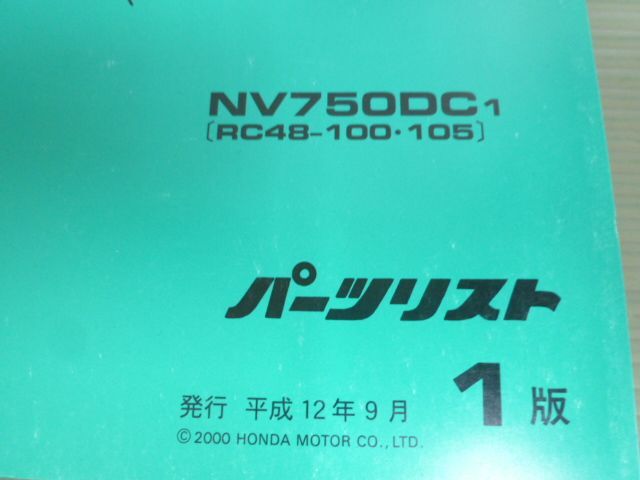 NV750DC1
〔RC48-100・105〕
パーツリスト
発行 平成12年9月 1版
©2000 HONDA MOTOR CO., LTD.